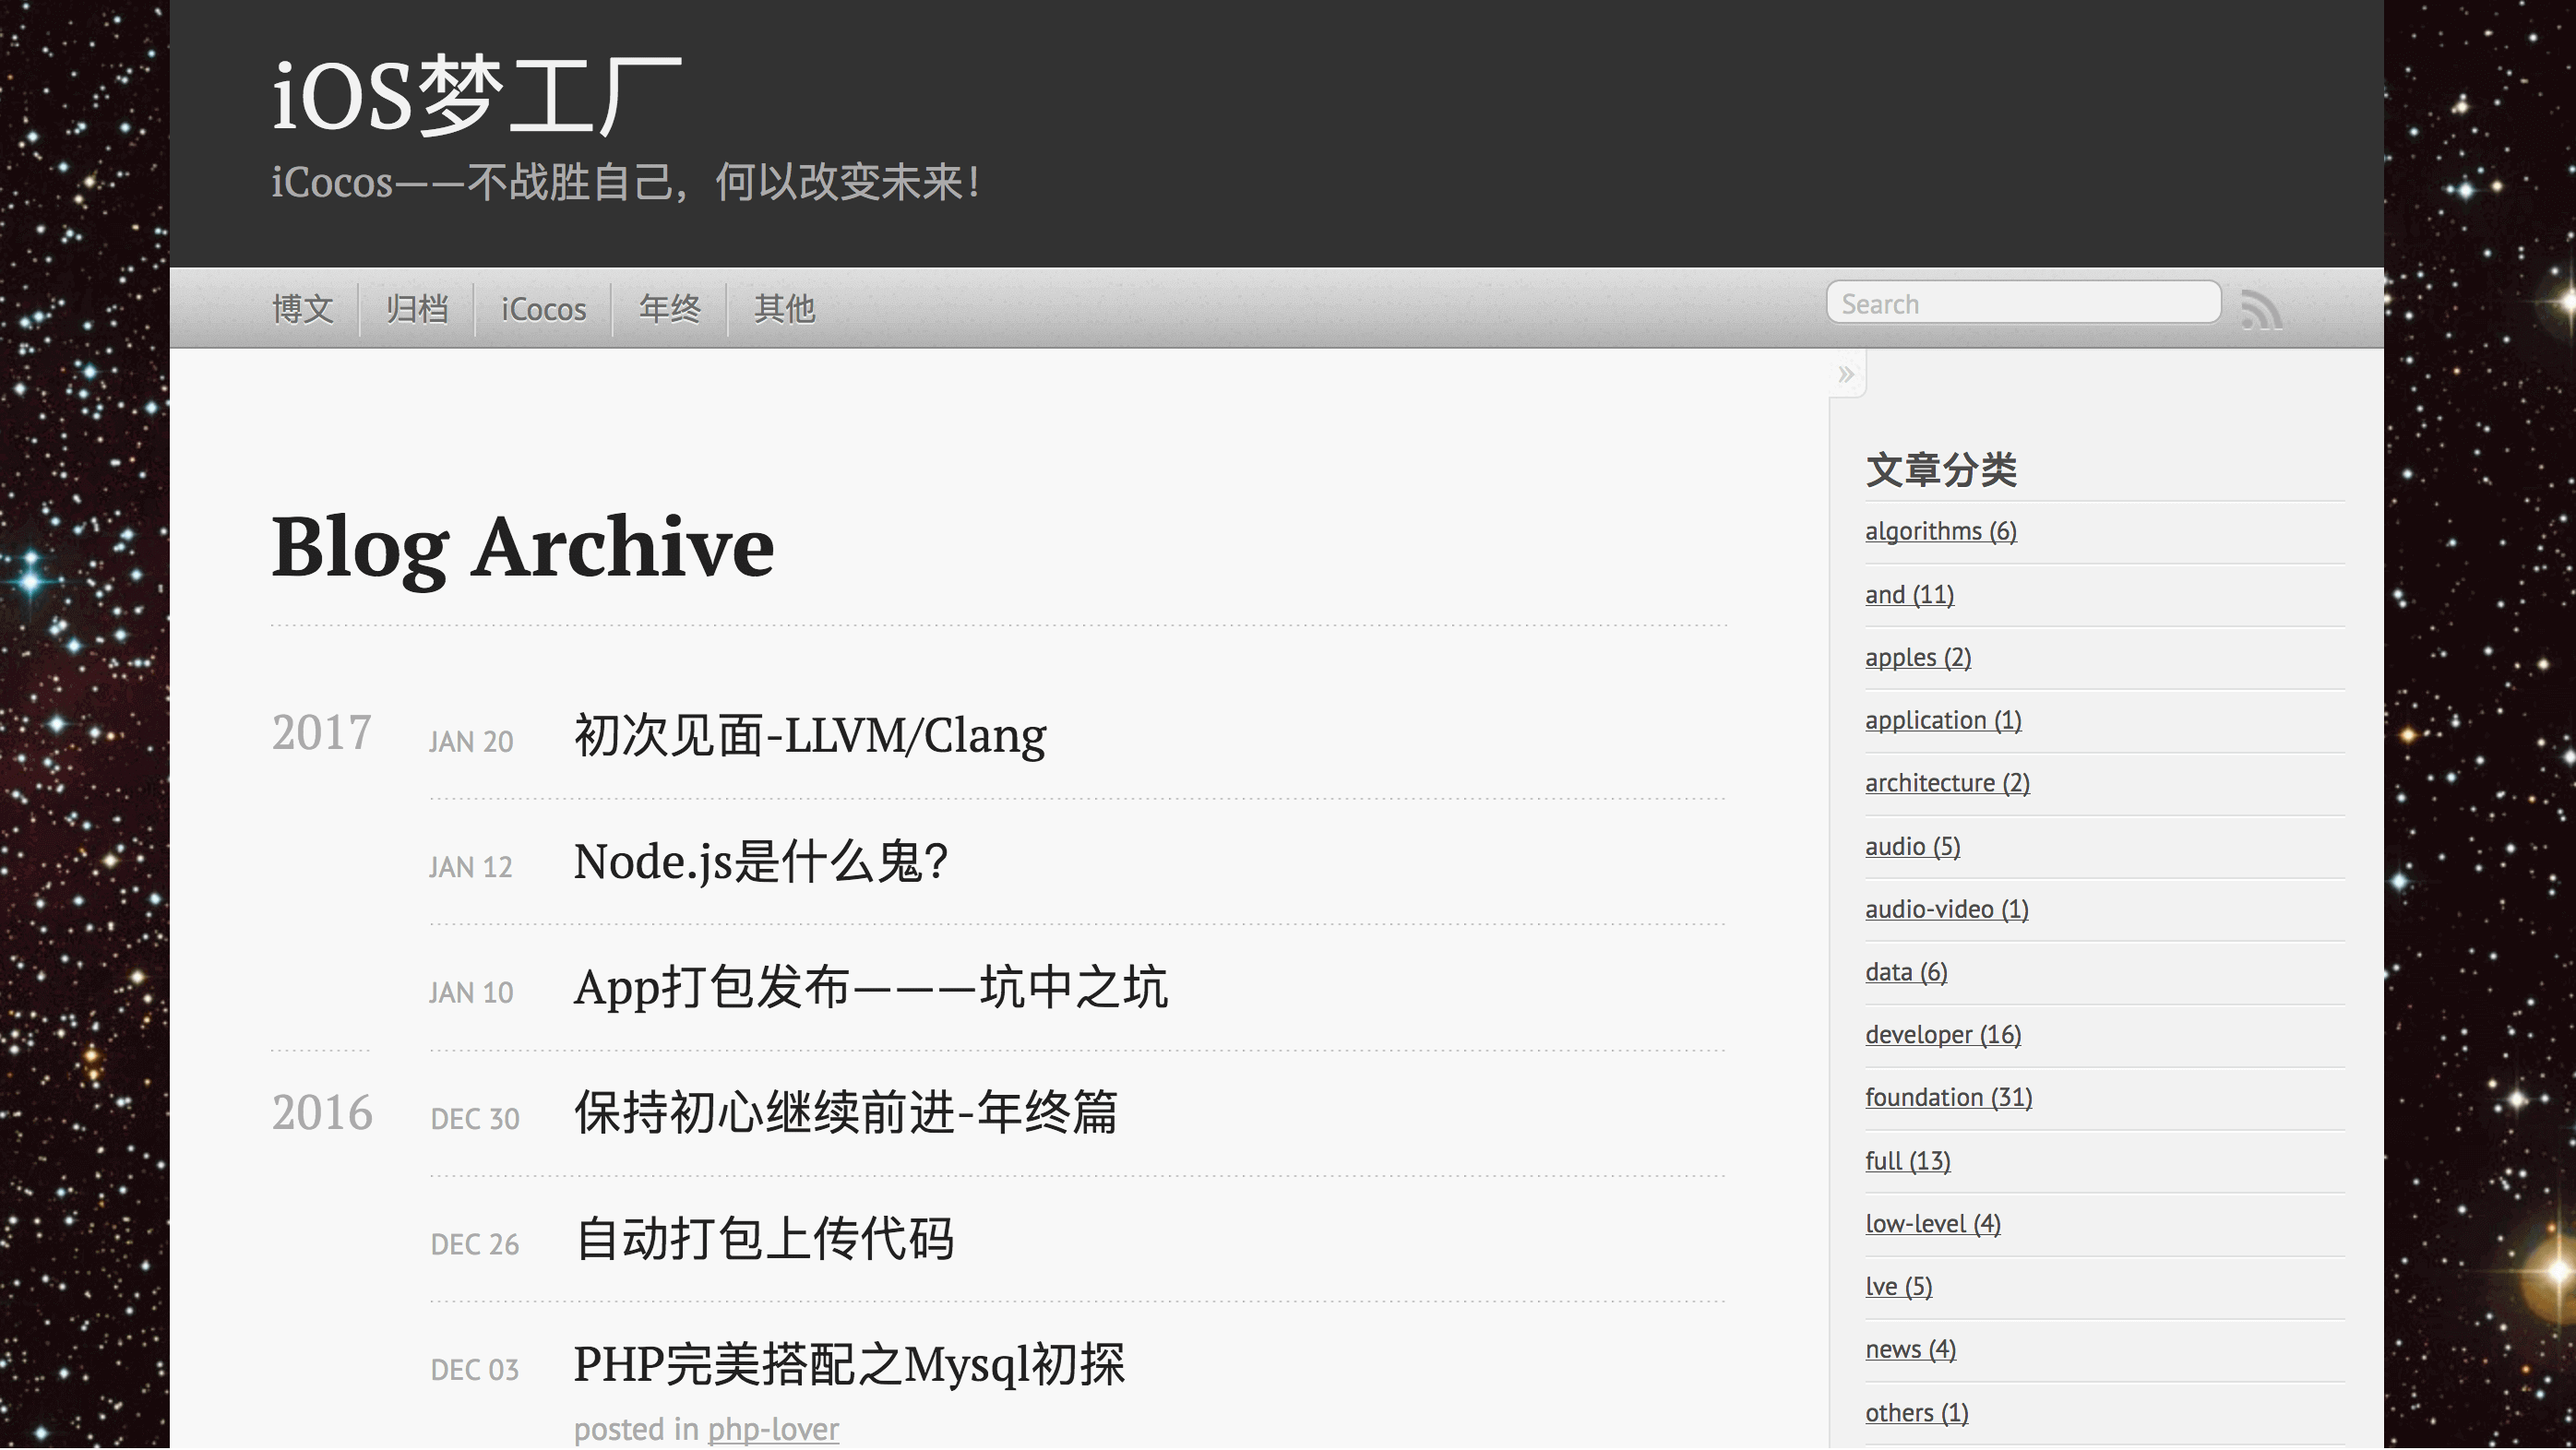 iOS梦工厂
iCocos——不战胜自己，何以改变未来！
博文 归档 iCocos 年终 其他
Search
»
Blog Archive
2017 JAN 20 初次见面-LLVM/Clang
JAN 12 Node.js是什么鬼？
JAN 10 App打包发布———坑中之坑
2016 DEC 30 保持初心继续前进-年终篇
DEC 26 自动打包上传代码
DEC 03 PHP完美搭配之Mysql初探
posted in php-lover
文章分类
algorithms (6)
and (11)
apples (2)
application (1)
architecture (2)
audio (5)
audio-video (1)
data (6)
developer (16)
foundation (31)
full (13)
low-level (4)
lve (5)
news (4)
others (1)